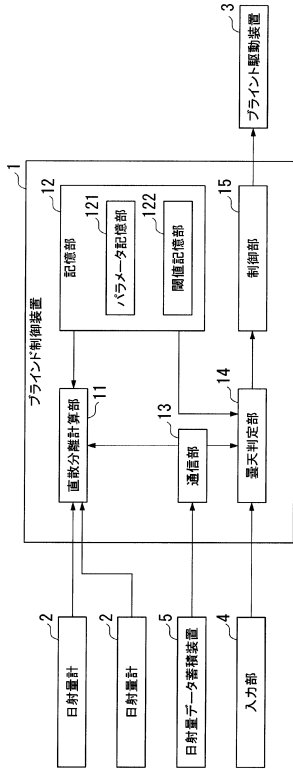 1
ブラインド制御装置
12
記憶部
121
パラメータ記憶部
122
閾値記憶部
2
日射量計
2
日射量計
直散分離計算部
11
5
日射量データ蓄積装置
13
通信部
4
入力部
14
曇天判定部
15
制御部
3
ブラインド駆動装置